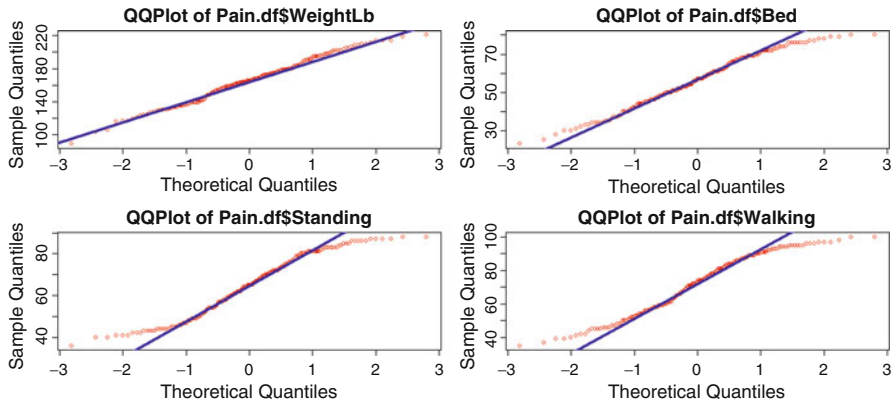 QQPlot of Pain.df$WeightLb
Sample Quantiles
100 140 180 220
−3 −2 −1 0 1 2 3
Theoretical Quantiles
QQPlot of Pain.df$Bed
Sample Quantiles
30 50 70
−3 −2 −1 0 1 2 3
Theoretical Quantiles
QQPlot of Pain.df$Standing
Sample Quantiles
40 60 80
−3 −2 −1 0 1 2 3
Theoretical Quantiles
QQPlot of Pain.df$Walking
Sample Quantiles
40 60 80 100
−3 −2 −1 0 1 2 3
Theoretical Quantiles